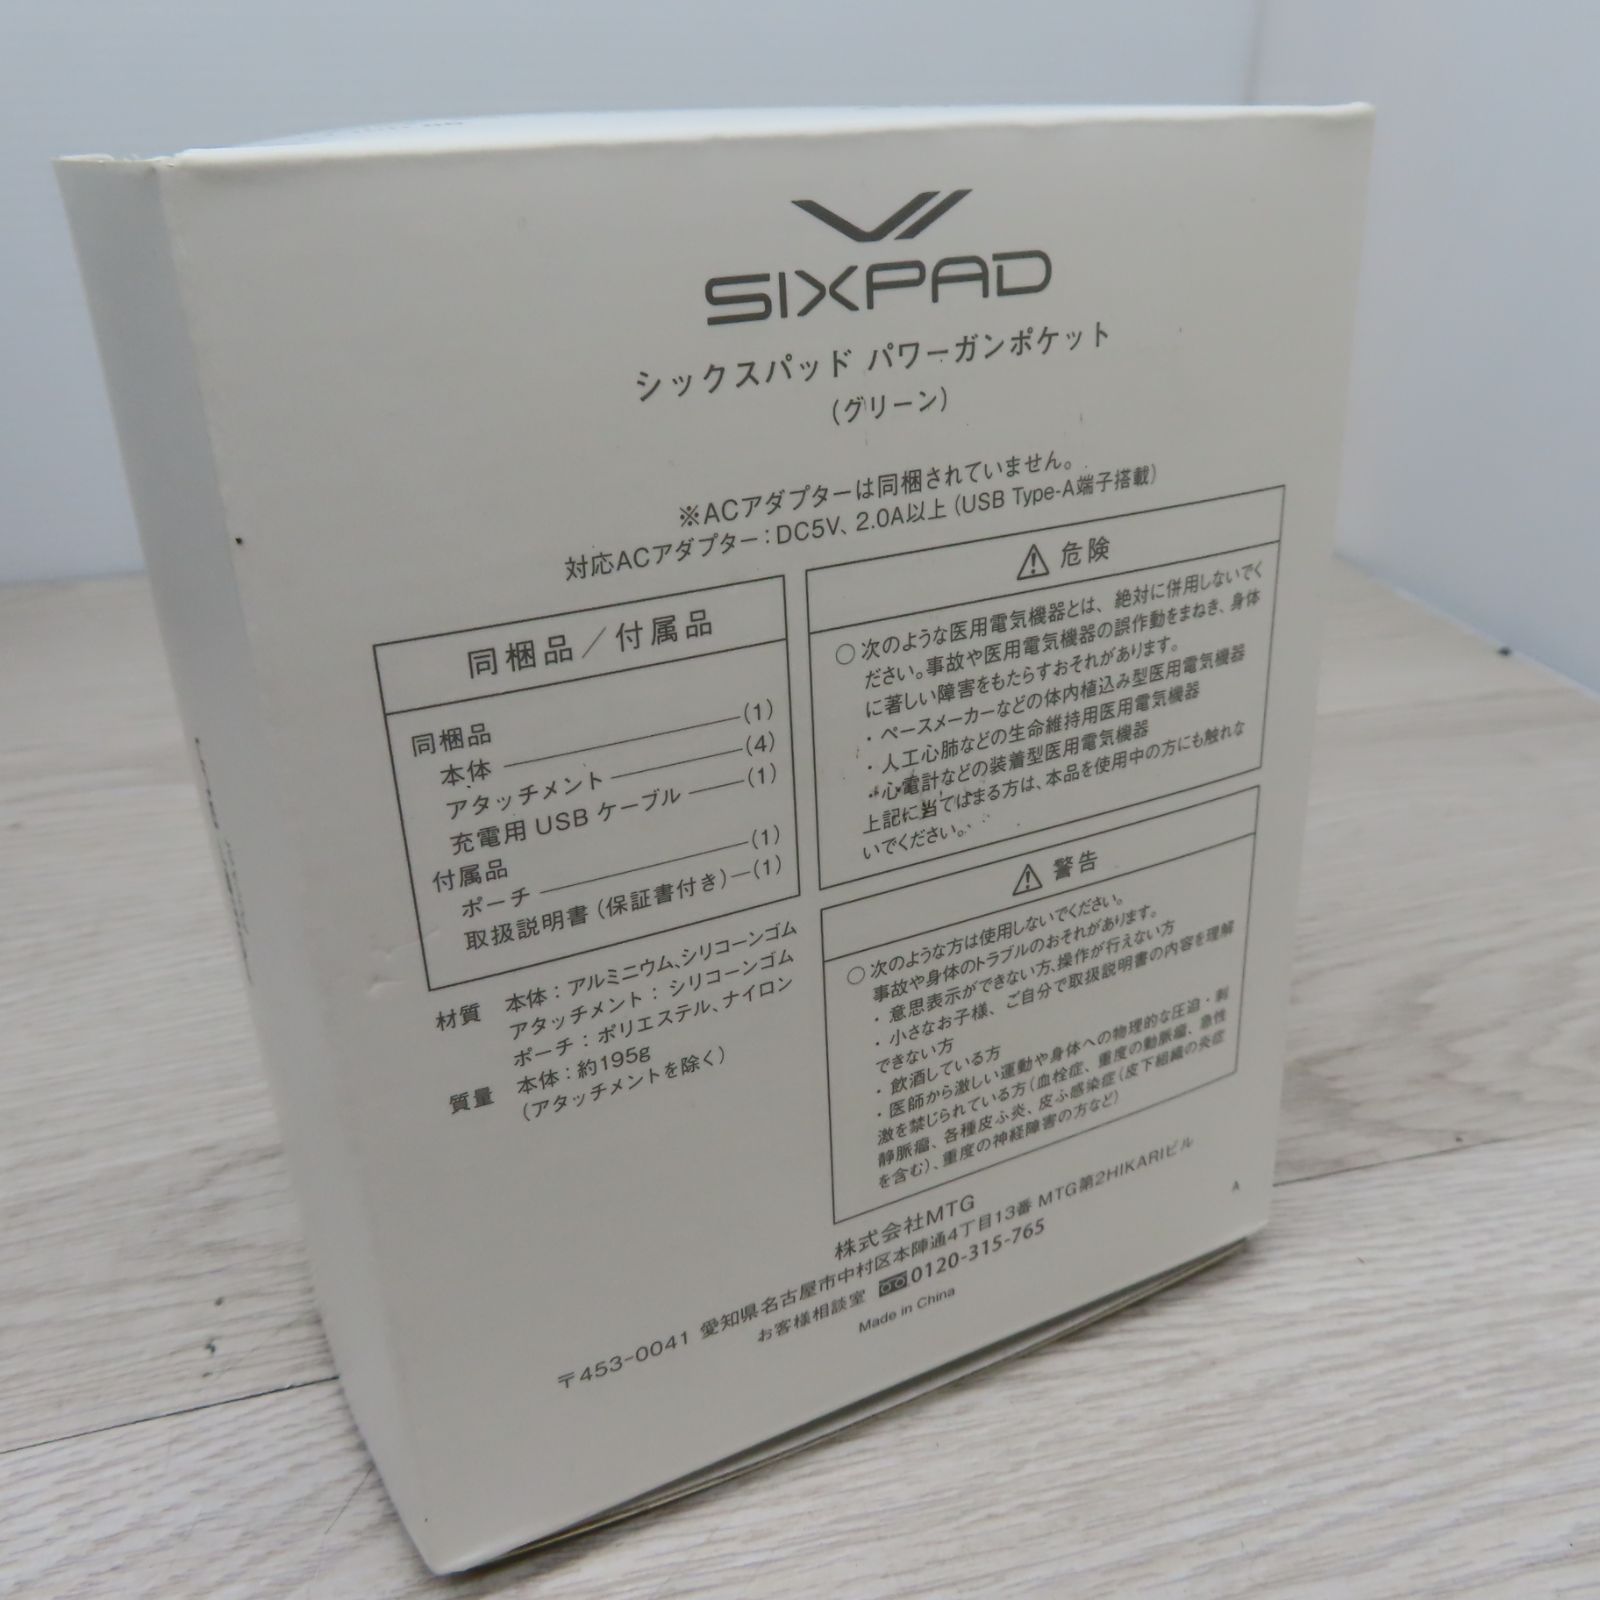 SIXPAD
シックスパッド パワーガンポケット
(グリーン)
※ACアダプターは同梱されていません。
対応ACアダプター:DC5V、2.0A以上(USB Type-A端子搭載)
同梱品/付属品
同梱品
本体 (1)
アタッチメント (4)
充電用 USB ケーブル (1)
付属品
ポーチ (1)
取扱説明書(保証書付き) (1)
材質 本体:アルミニウム、シリコーンゴム
アタッチメント:シリコーンゴム
ポーチ:ポリエステル、ナイロン
質量 本体:約195g
(アタッチメントを除く)
⚠危険
○次のような医用電気機器とは、絶対に併用しないでく
ださい。事故や医用電気機器の誤作動をまねき、身体
に著しい障害をもたらすおそれがあります。
・ペースメーカーなどの体内植込み型医用電気機器
・人工心肺などの生命維持用医用電気機器
・心電計などの装着型医用電気機器
上記に当てはまる方は、本品を使用中の方にも触れな
いでください。
⚠警告
○次のような方は使用しないでください。
事故や身体のトラブルのおそれがあります。
・意思表示ができない方、操作が行えない方
・小さなお子様、ご自分で取扱説明書の内容を理解
できない方
・飲酒している方
・医師から激しい運動や身体への物理的な圧迫・刺
激を禁じられている方(血栓症、重度の動脈瘤、急性
静脈瘤、各種皮ふ炎、皮ふ感染症(皮下組織の炎症
を含む)、重度の神経障害の方など)
株式会社MTG
〒453-0041 愛知県名古屋市中村区本陣通4丁目13番 MTG第2HIKARIビル
お客様相談室 0120-315-765
Made in China
A